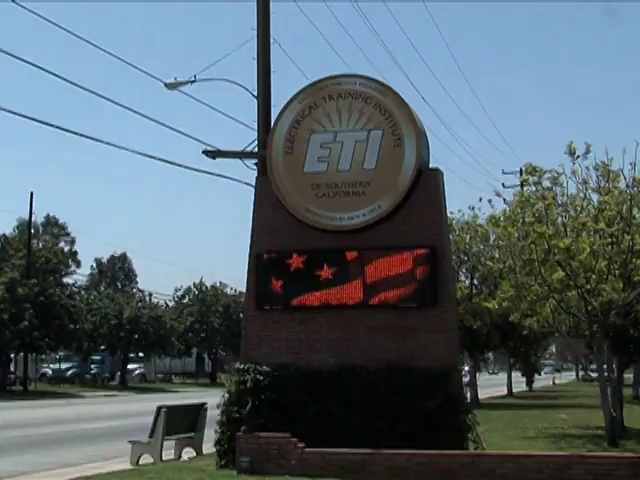 ELECTRICAL TRAINING INSTITUTE
ETI
OF SOUTHERN
CALIFORNIA